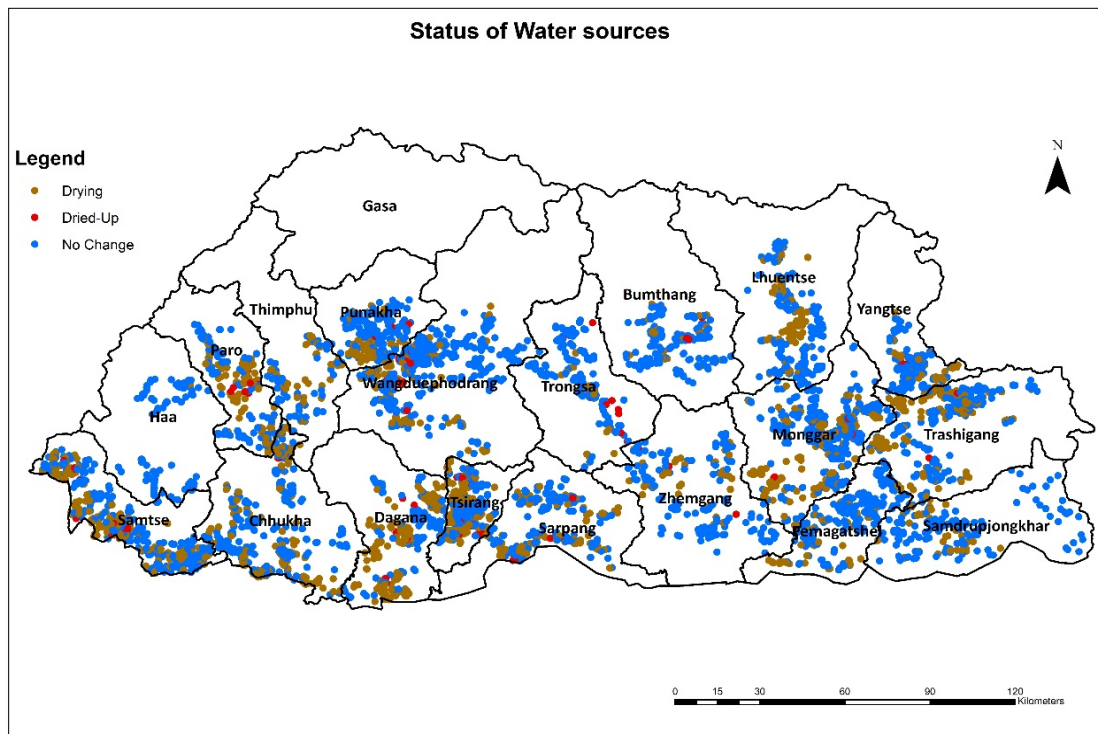 Status of Water sources
Legend
Drying
Dried-Up
No Change
N
Gasa
Thimphu
Punakha
Bumthang
Lhuentse
Yangtse
Paro
Wangduephodrang
Trongsa
Haa
Monggar
Trashigang
Samtse
Chhukha
Dagana
Tsirang
Sarpang
Zhemgang
Pemagatshel
Samdrupjongkhar
0 15 30 60 90 120
Kilometers